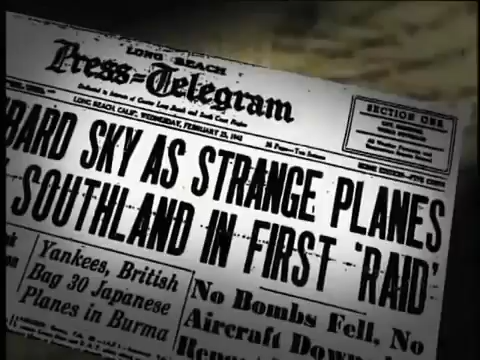 LONG BEACH
Press-Telegram
LONG BEACH, CALIF., WEDNESDAY, FEBRUARY 25, 1942
SECTION ONE
BARD SKY AS STRANGE PLANES
SOUTHLAND IN FIRST 'RAID'
Yankees, British
Bag 30 Japanese
Planes in Burma
No Bombs Fell, No
Aircraft Down